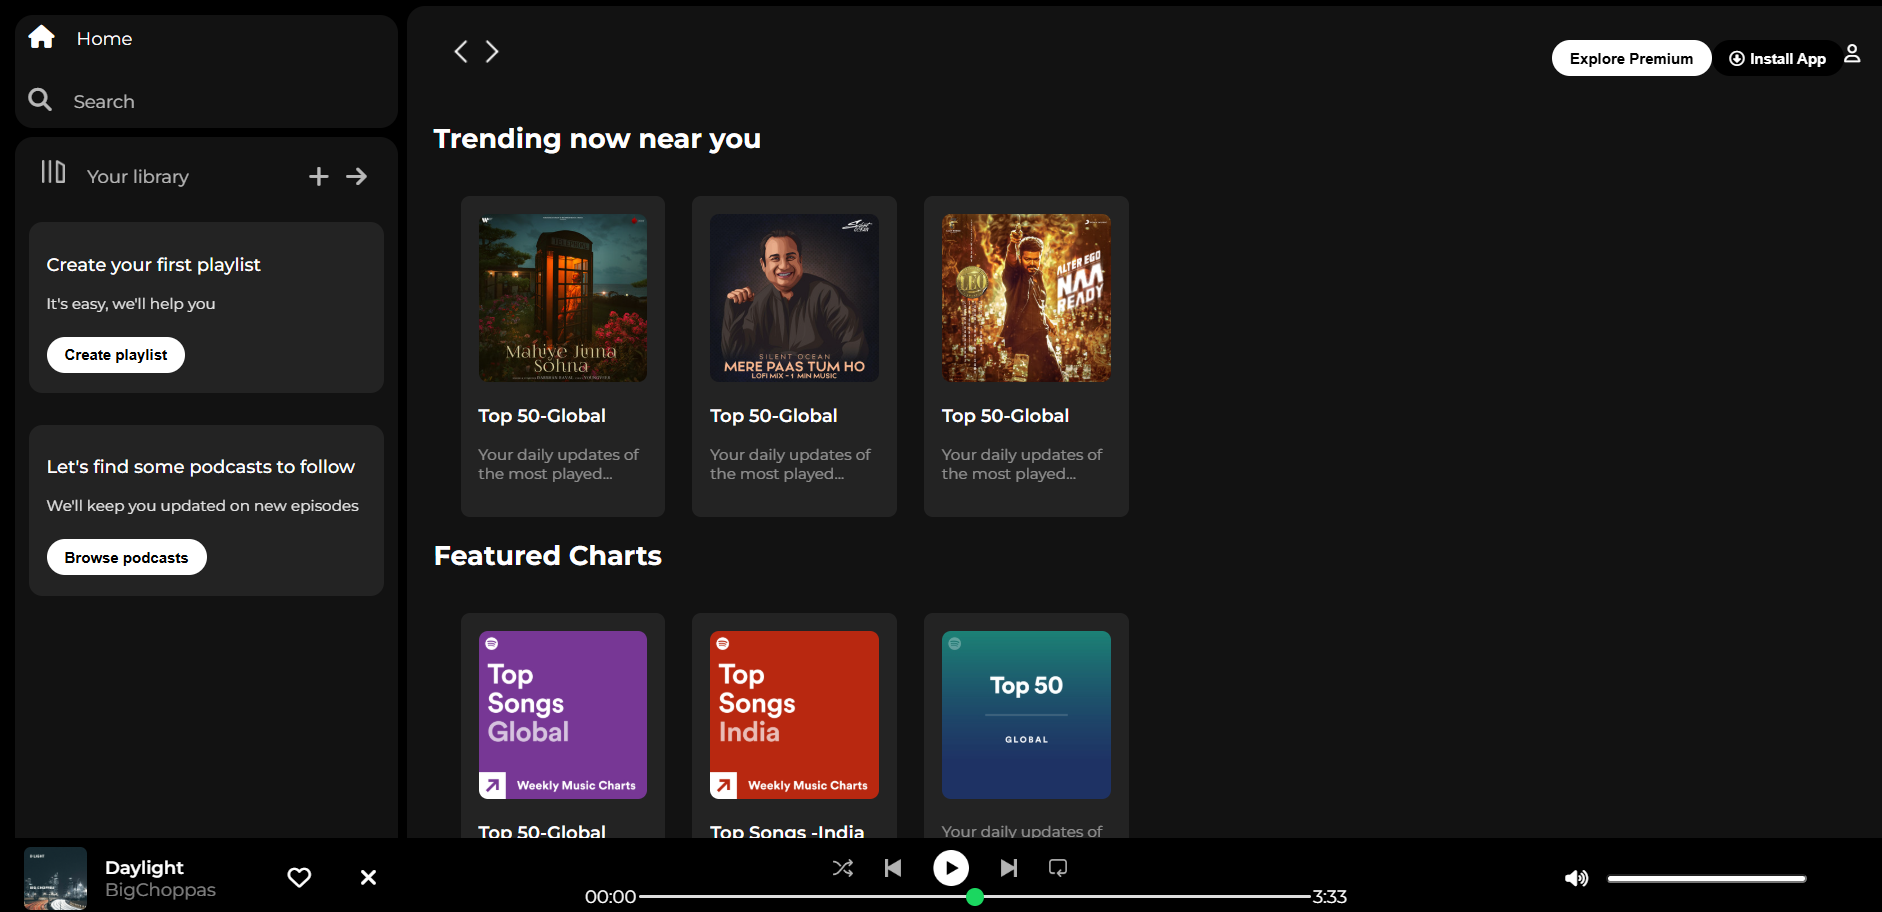 Home
Search
Your library
Create your first playlist
It's easy, we'll help you
Create playlist
Let's find some podcasts to follow
We'll keep you updated on new episodes
Browse podcasts
Explore Premium
Install App
Trending now near you
Mahiye Jinna
Sohna
Top 50-Global
Your daily updates of
the most played...
Silent
Ocean
SILENT OCEAN
MERE PAAS TUM HO
LOFI MIX - 1 MIN MUSIC
Top 50-Global
Your daily updates of
the most played...
LEO
ALTER EGO
NAA
READY
Top 50-Global
Your daily updates of
the most played...
Featured Charts
Top
Songs
Global
Weekly Music Charts
Top 50-Global
Top
Songs
India
Weekly Music Charts
Top Songs -India
Top 50
GLOBAL
Your daily updates of
Daylight
BigChoppas
00:00
3:33